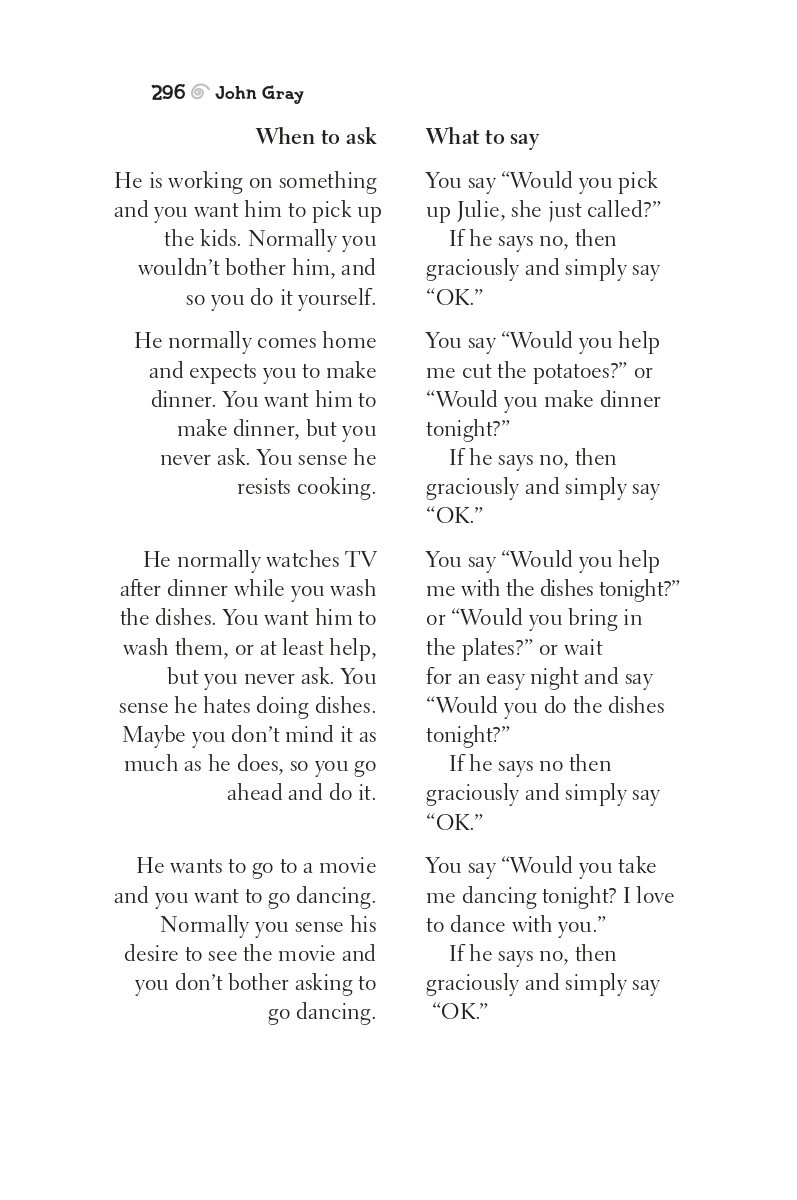 296 John Gray
When to ask
What to say
He is working on something
and you want him to pick up
the kids. Normally you
wouldn’t bother him, and
so you do it yourself.
You say “Would you pick
up Julie, she just called?”
If he says no, then
graciously and simply say
“OK.”
He normally comes home
and expects you to make
dinner. You want him to
make dinner, but you
never ask. You sense he
resists cooking.
You say “Would you help
me cut the potatoes?” or
“Would you make dinner
tonight?”
If he says no, then
graciously and simply say
“OK.”
He normally watches TV
after dinner while you wash
the dishes. You want him to
wash them, or at least help,
but you never ask. You
sense he hates doing dishes.
Maybe you don’t mind it as
much as he does, so you go
ahead and do it.
You say “Would you help
me with the dishes tonight?”
or “Would you bring in
the plates?” or wait
for an easy night and say
“Would you do the dishes
tonight?”
If he says no then
graciously and simply say
“OK.”
He wants to go to a movie
and you want to go dancing.
Normally you sense his
desire to see the movie and
you don’t bother asking to
go dancing.
You say “Would you take
me dancing tonight? I love
to dance with you.”
If he says no, then
graciously and simply say
“OK.”